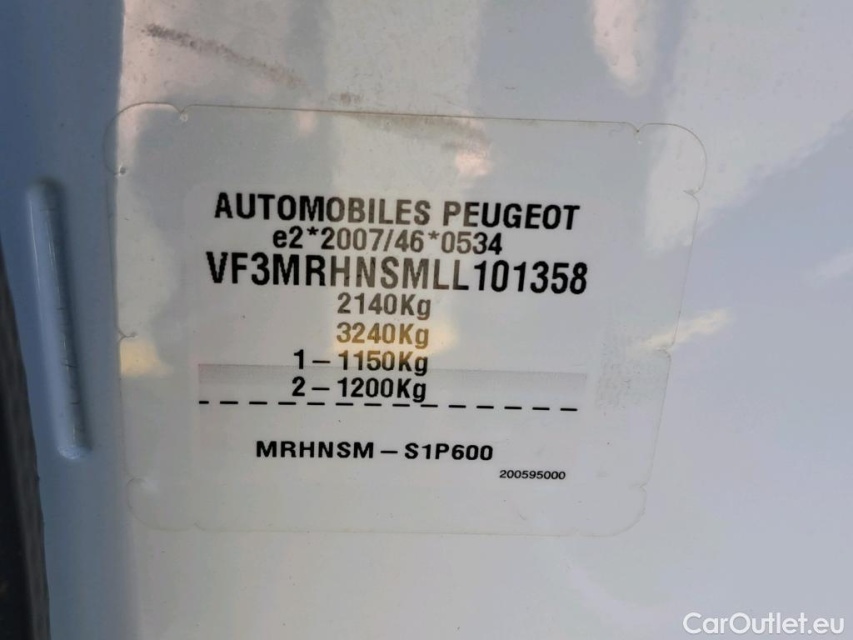 AUTOMOBILES PEUGEOT
e2*2007/46*0534
VF3MRHNSMLL101358
2140Kg
3240Kg
1-1150Kg
2-1200Kg
MRHNSM-S1P600
200595000
CarOutlet.eu